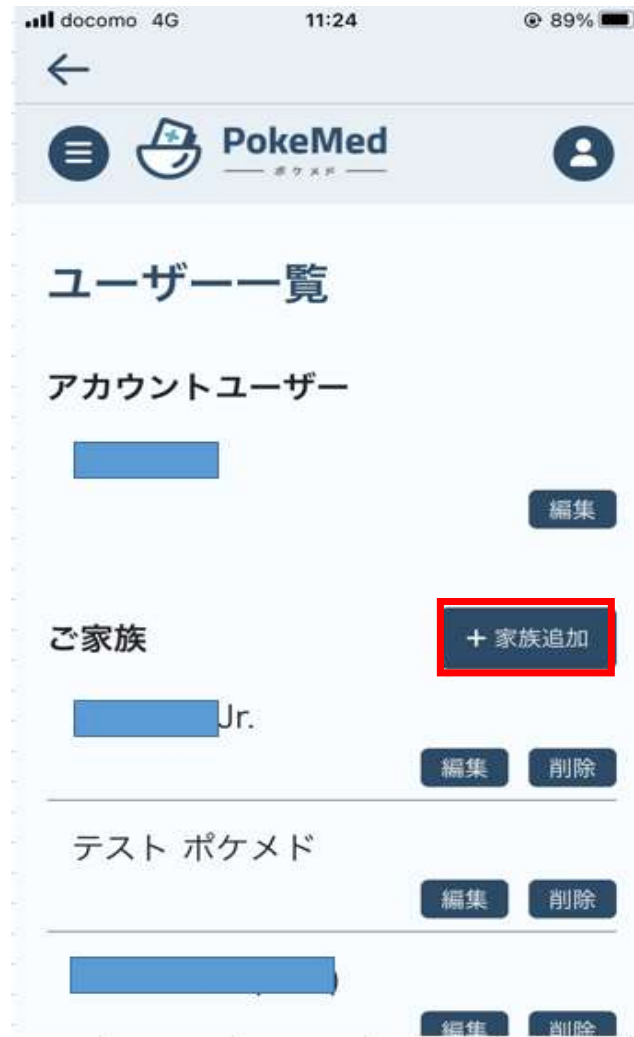 docomo 4G 11:24 89%
PokeMed
ポケメド
ユーザー一覧
アカウントユーザー
編集
ご家族
+ 家族追加
Jr.
編集 削除
テスト ポケメド
編集 削除
)
編集 削除